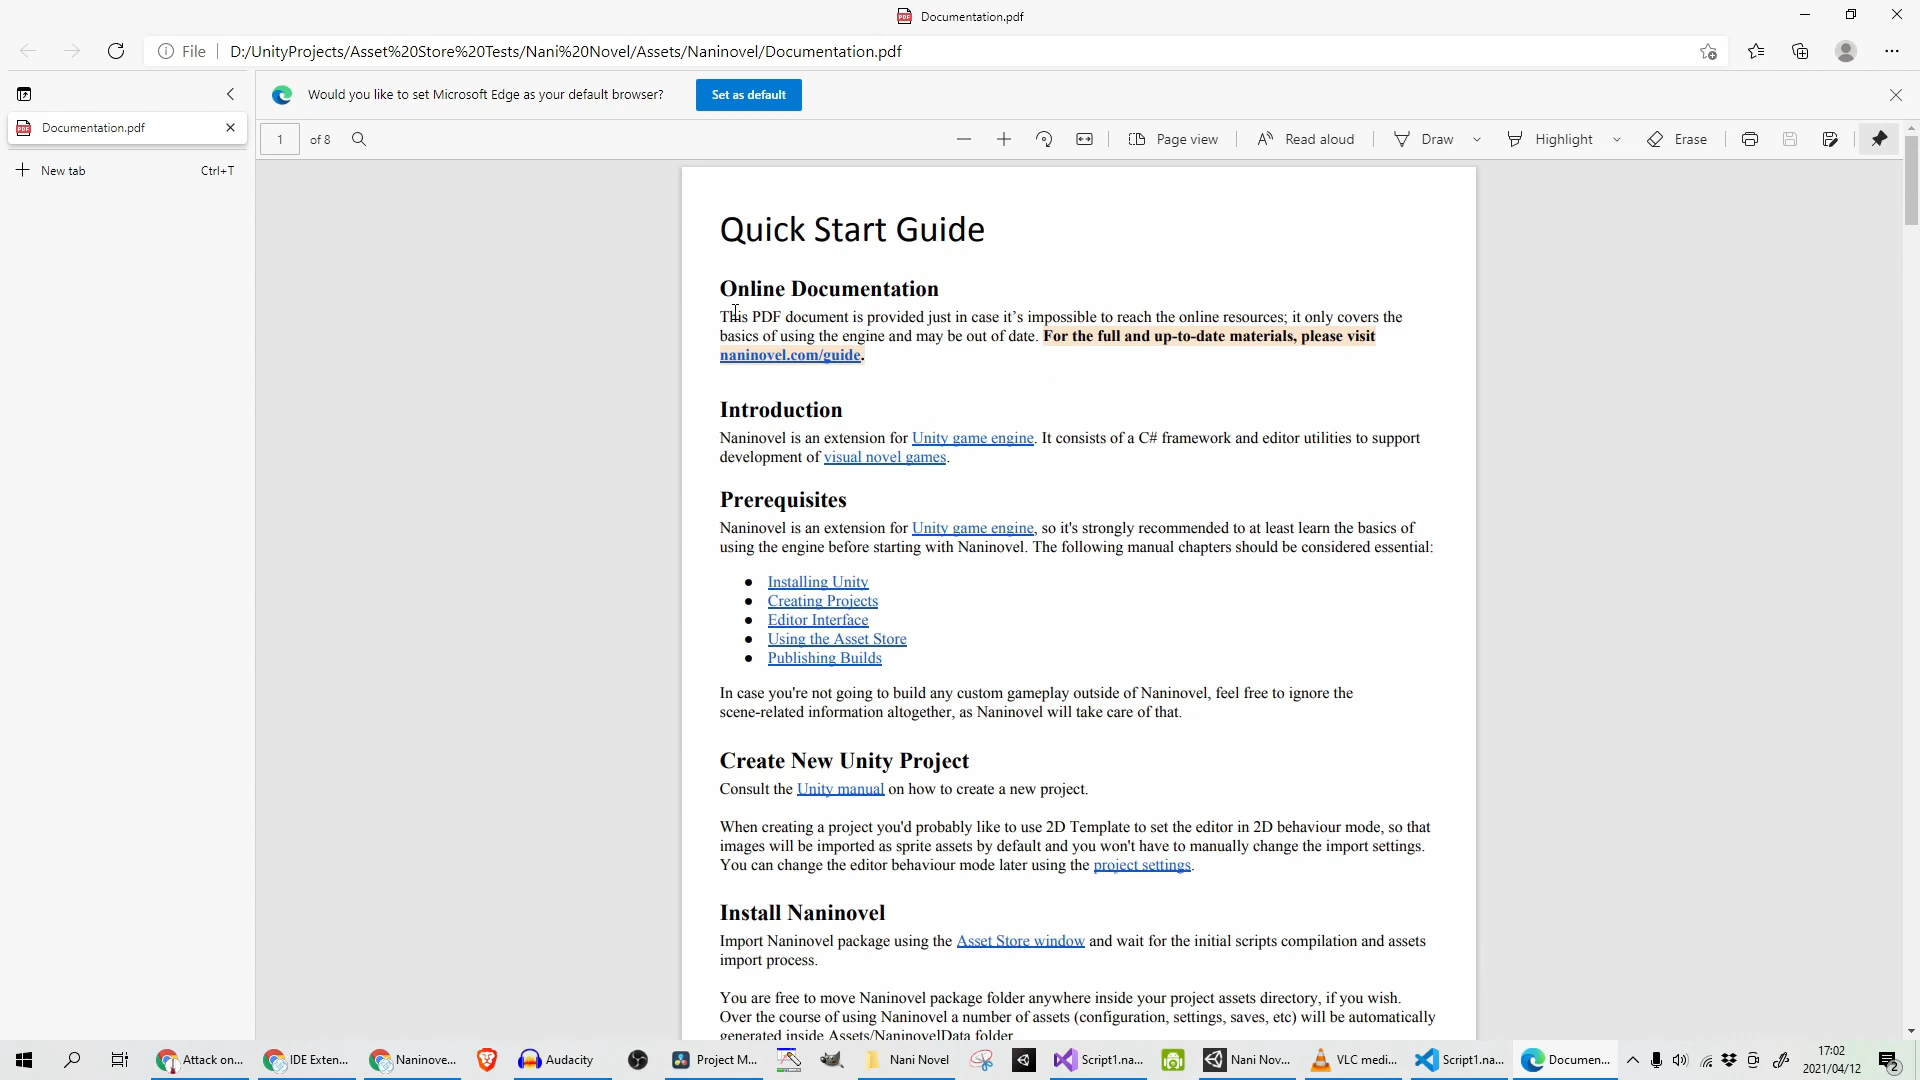 Documentation.pdf
File
D:/UnityProjects/Asset%20Store%20Tests/Nani%20Novel/Assets/Naninovel/Documentation.pdf
Would you like to set Microsoft Edge as your default browser?
Set as default
Documentation.pdf
1 of 8
Page view
Read aloud
Draw
Highlight
Erase
New tab
Ctrl+T
Quick Start Guide
Online Documentation
This PDF document is provided just in case it's impossible to reach the online resources; it only covers the
basics of using the engine and may be out of date. For the full and up-to-date materials, please visit
naninovel.com/guide.
Introduction
Naninovel is an extension for Unity game engine. It consists of a C# framework and editor utilities to support
development of visual novel games.
Prerequisites
Naninovel is an extension for Unity game engine, so it's strongly recommended to at least learn the basics of
using the engine before starting with Naninovel. The following manual chapters should be considered essential:
● Installing Unity
● Creating Projects
● Editor Interface
● Using the Asset Store
● Publishing Builds
In case you're not going to build any custom gameplay outside of Naninovel, feel free to ignore the
scene-related information altogether, as Naninovel will take care of that.
Create New Unity Project
Consult the Unity manual on how to create a new project.
When creating a project you'd probably like to use 2D Template to set the editor in 2D behaviour mode, so that
images will be imported as sprite assets by default and you won't have to manually change the import settings.
You can change the editor behaviour mode later using the project settings.
Install Naninovel
Import Naninovel package using the Asset Store window and wait for the initial scripts compilation and assets
import process.
You are free to move Naninovel package folder anywhere inside your project assets directory, if you wish.
Over the course of using Naninovel a number of assets (configuration, settings, saves, etc) will be automatically
generated inside Assets/NaninovelData folder
Attack on...
IDE Exten...
Naninove...
Audacity
Project M...
Nani Novel
Script1.na...
Nani Nov...
VLC medi...
Script1.na...
Documen...
17:02
2021/04/12
2